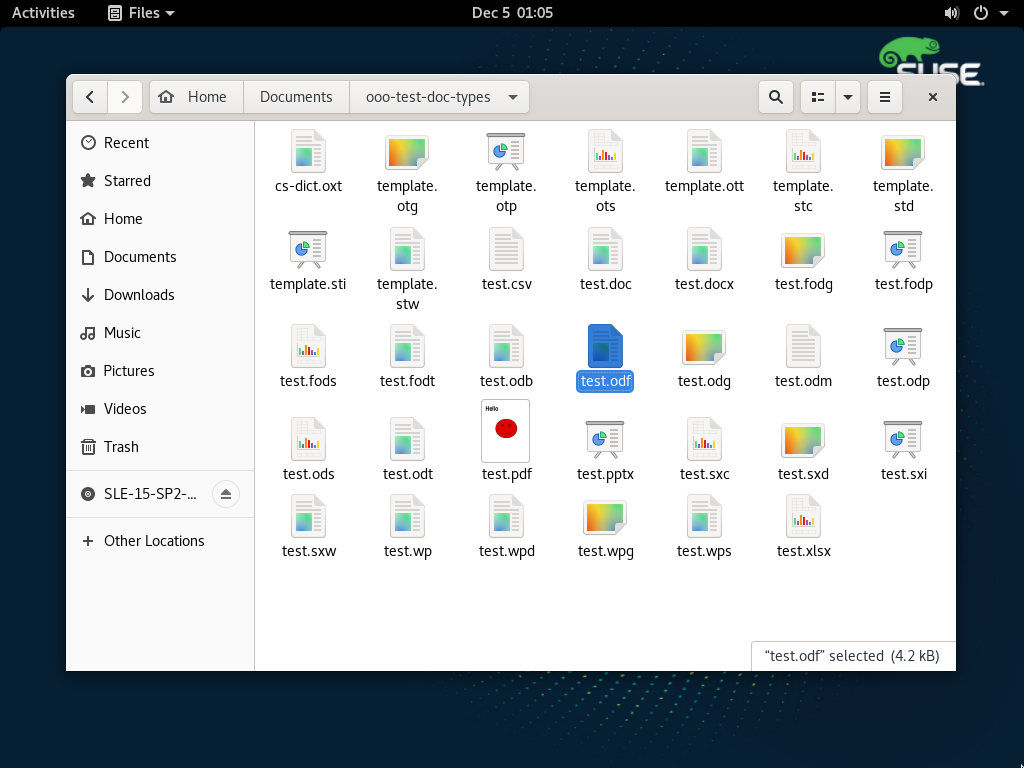 Activities Files Dec 5 01:05
SUSE
Home Documents ooo-test-doc-types
Recent
Starred
Home
Documents
Downloads
Music
Pictures
Videos
Trash
SLE-15-SP2-...
Other Locations
cs-dict.oxt
template.
otg
template.
otp
template.
ots
template.ott
template.
stc
template.
std
template.sti
template.
stw
test.csv
test.doc
test.docx
test.fodg
test.fodp
test.fods
test.fodt
test.odb
test.odf
test.odg
test.odm
test.odp
test.ods
test.odt
Hello
test.pdf
test.pptx
test.sxc
test.sxd
test.sxi
test.sxw
test.wp
test.wpd
test.wpg
test.wps
test.xlsx
“test.odf” selected (4.2 kB)